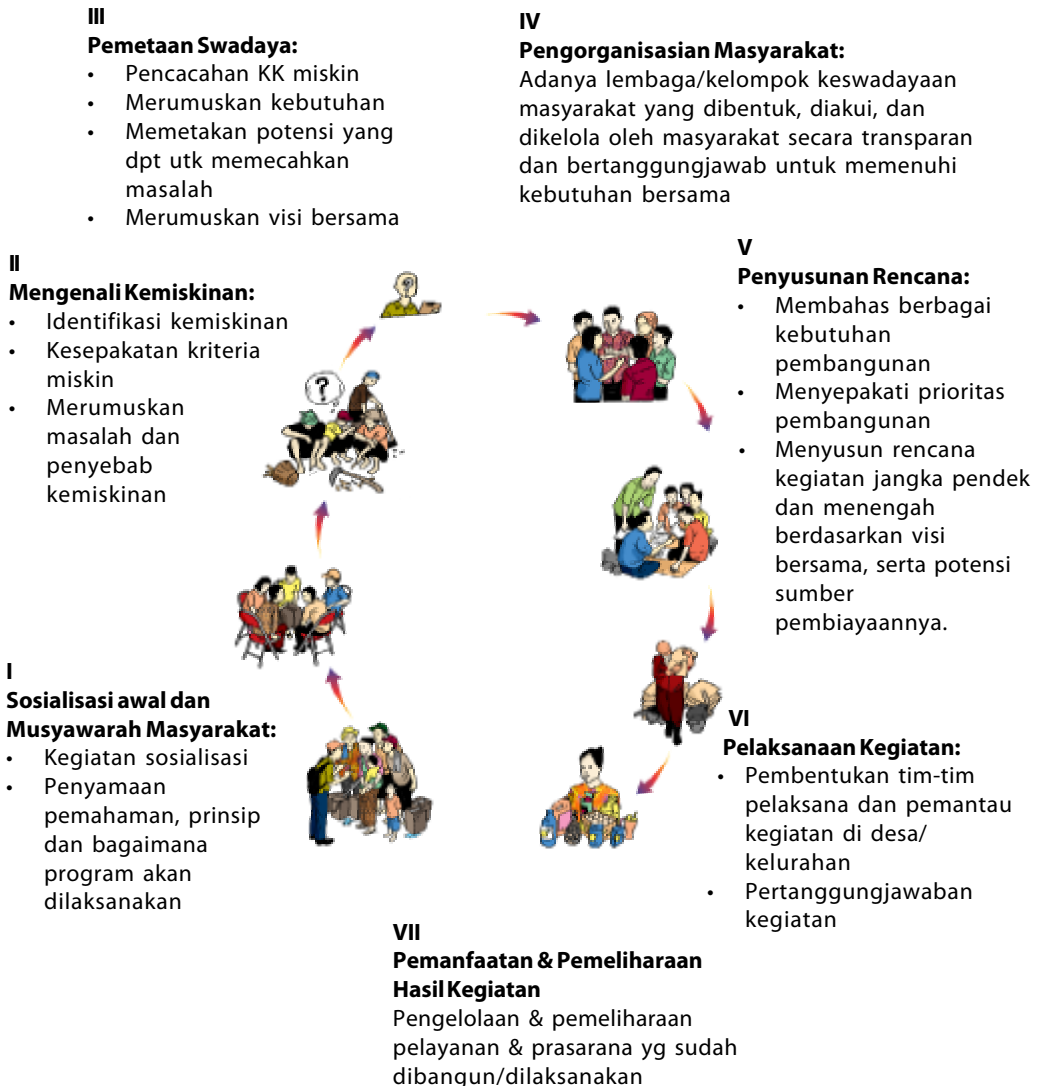 III
Pemetaan Swadaya:
• Pencacahan KK miskin
• Merumuskan kebutuhan
• Memetakan potensi yang
dpt utk memecahkan
masalah
• Merumuskan visi bersama
IV
Pengorganisasian Masyarakat:
Adanya lembaga/kelompok keswadayaan
masyarakat yang dibentuk, diakui, dan
dikelola oleh masyarakat secara transparan
dan bertanggungjawab untuk memenuhi
kebutuhan bersama
II
Mengenali Kemiskinan:
• Identifikasi kemiskinan
• Kesepakatan kriteria
miskin
• Merumuskan
masalah dan
penyebab
kemiskinan
?
V
Penyusunan Rencana:
• Membahas berbagai
kebutuhan
pembangunan
• Menyepakati prioritas
pembangunan
• Menyusun rencana
kegiatan jangka pendek
dan menengah
berdasarkan visi
bersama, serta potensi
sumber
pembiayaannya.
I
Sosialisasi awal dan
Musyawarah Masyarakat:
• Kegiatan sosialisasi
• Penyamaan
pemahaman, prinsip
dan bagaimana
program akan
dilaksanakan
VI
Pelaksanaan Kegiatan:
• Pembentukan tim-tim
pelaksana dan pemantau
kegiatan di desa/
kelurahan
• Pertanggungjawaban
kegiatan
VII
Pemanfaatan & Pemeliharaan
Hasil Kegiatan
Pengelolaan & pemeliharaan
pelayanan & prasarana yg sudah
dibangun/dilaksanakan